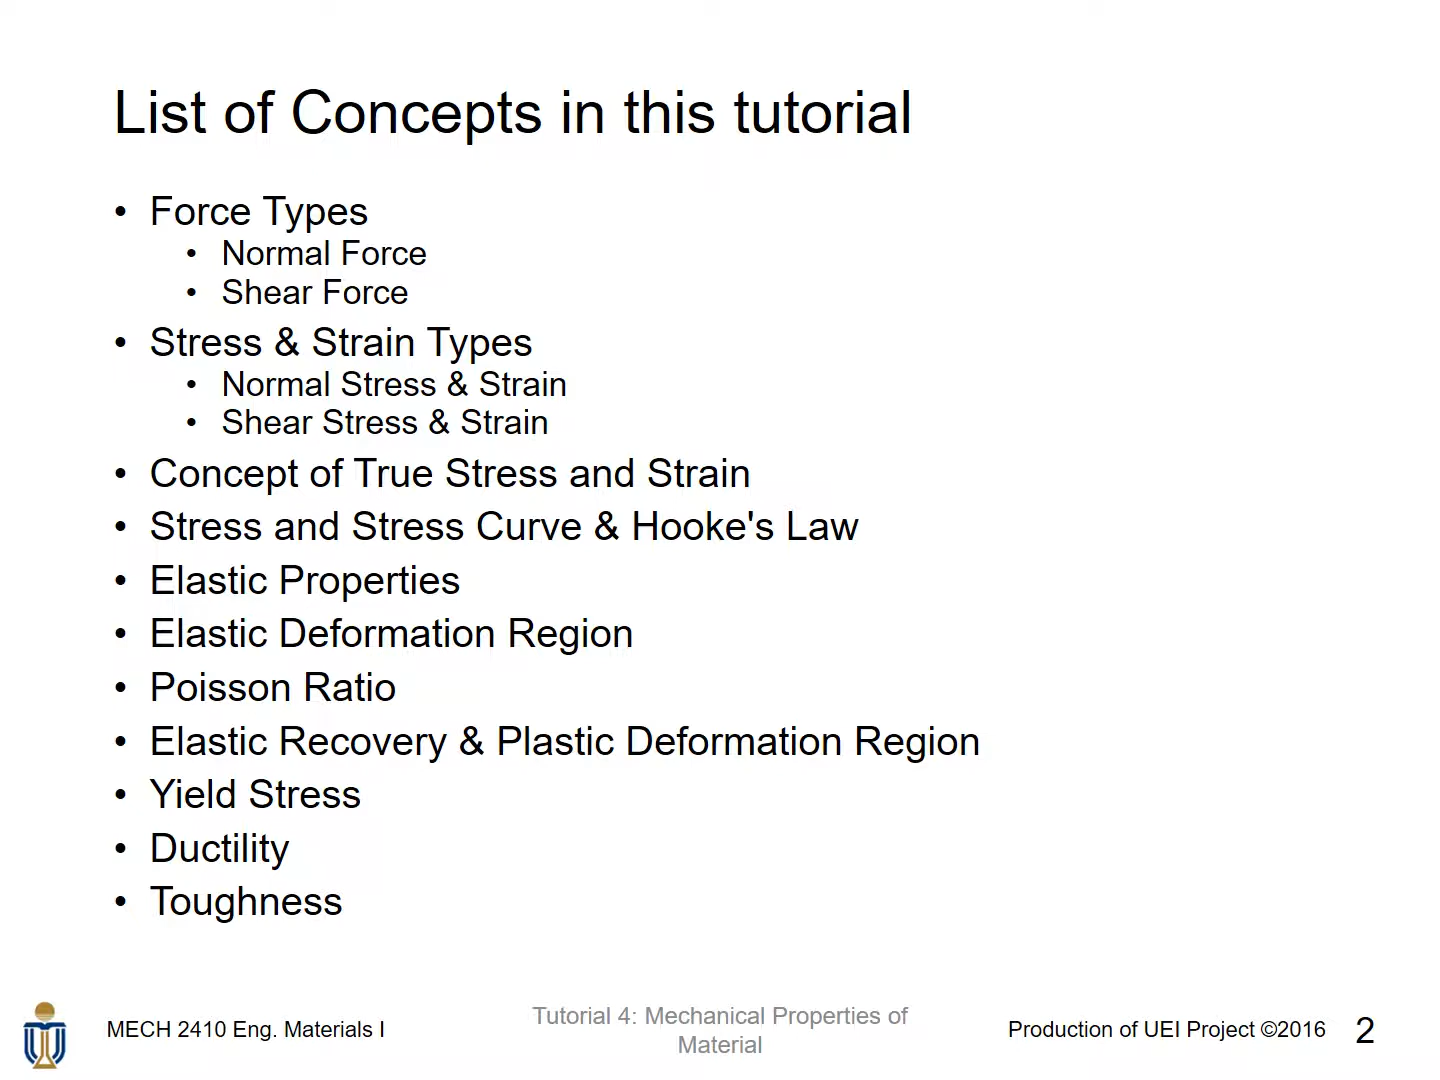 List of Concepts in this tutorial
• Force Types
• Normal Force
• Shear Force
• Stress & Strain Types
• Normal Stress & Strain
• Shear Stress & Strain
• Concept of True Stress and Strain
• Stress and Stress Curve & Hooke's Law
• Elastic Properties
• Elastic Deformation Region
• Poisson Ratio
• Elastic Recovery & Plastic Deformation Region
• Yield Stress
• Ductility
• Toughness
MECH 2410 Eng. Materials I
Tutorial 4: Mechanical Properties of
Material
Production of UEI Project ©2016
2